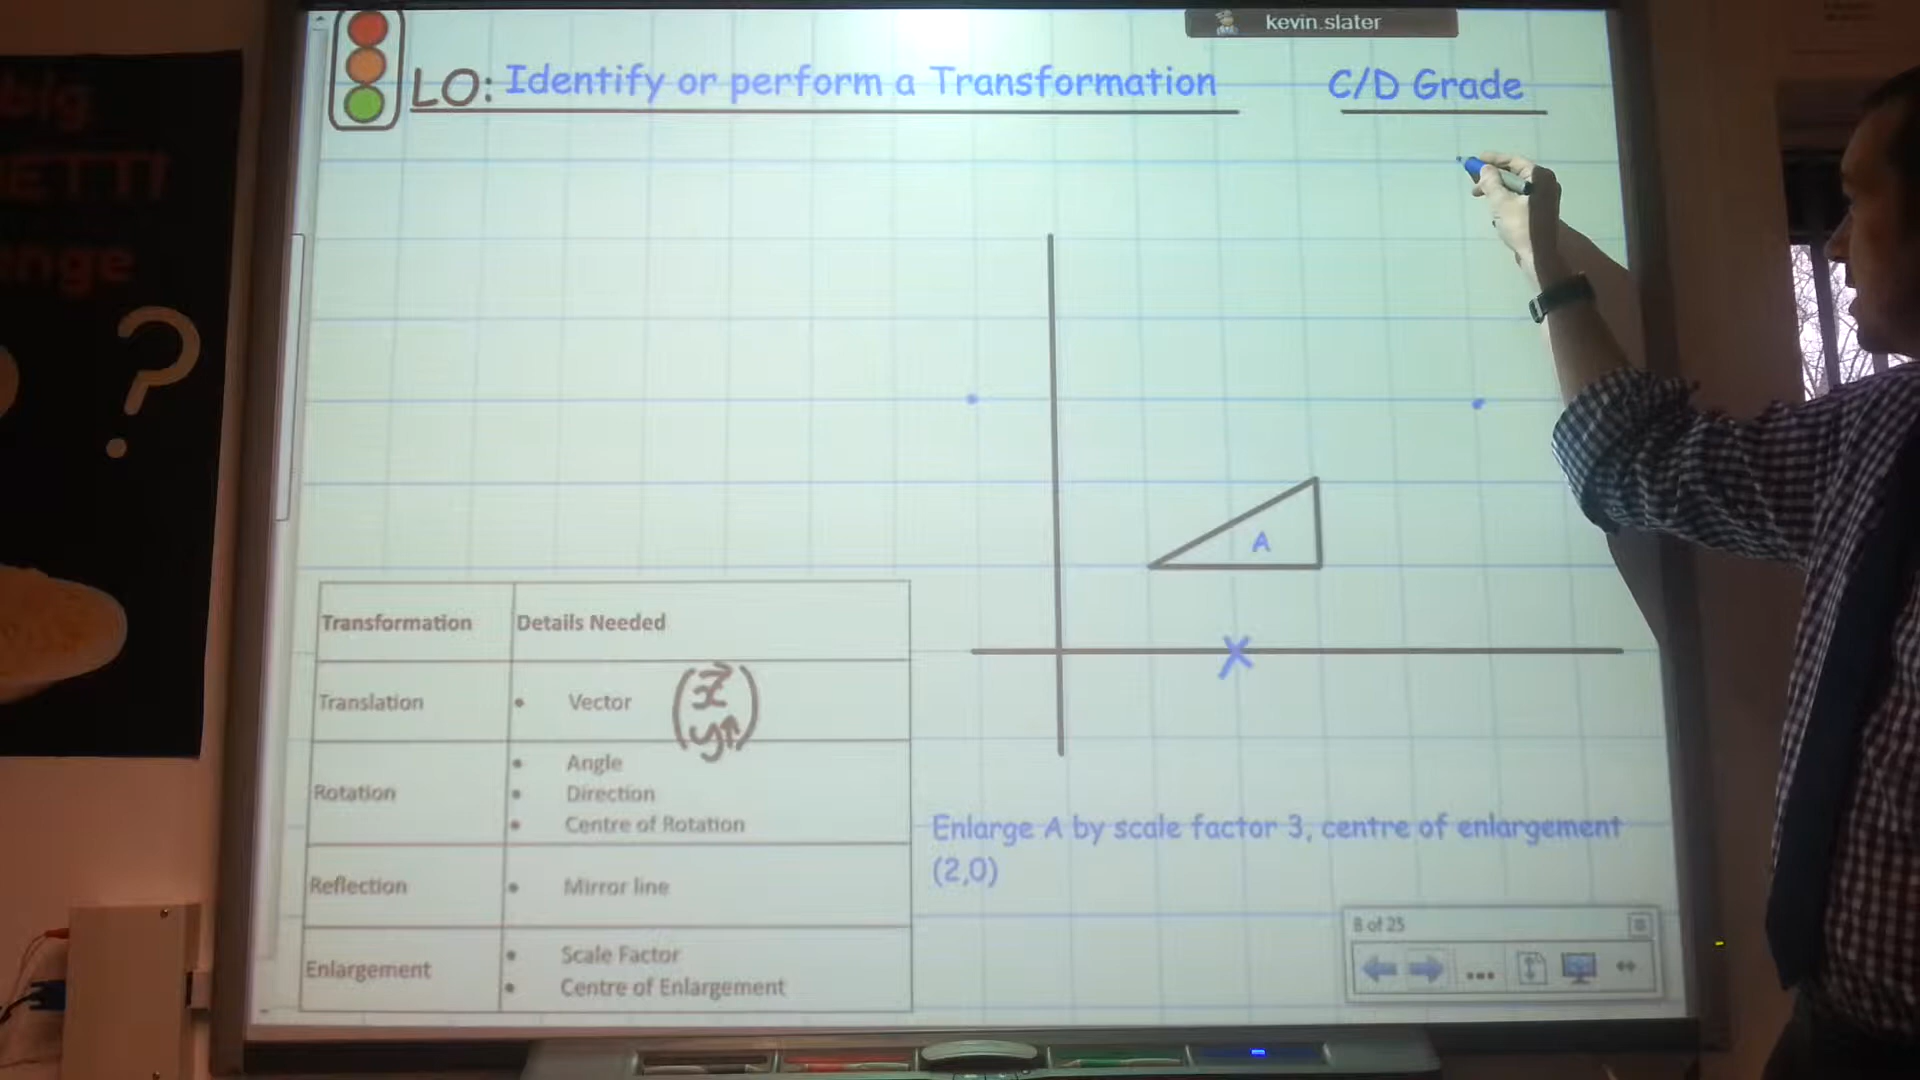 kevin.slater
LO: Identify or perform a Transformation
C/D Grade
big
?
A
X
Transformation Details Needed
Translation • Vector (x y)
Rotation
• Angle
• Direction
• Centre of Rotation
Reflection • Mirror line
Enlargement
• Scale Factor
• Centre of Enlargement
Enlarge A by scale factor 3, centre of enlargement
(2,0)
8 of 25